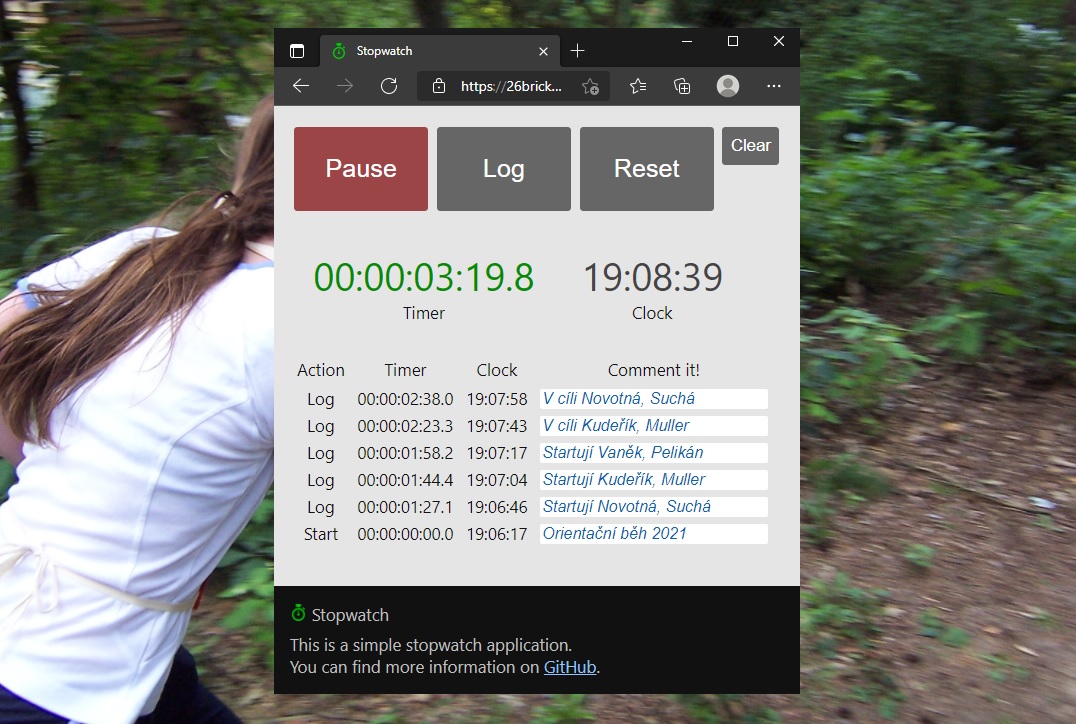 Stopwatch
https://26brick...
Pause Log Reset Clear
00:00:03:19.8 19:08:39
Timer Clock
Action Timer Clock Comment it!
Log 00:00:02:38.0 19:07:58 V cíli Novotná, Suchá
Log 00:00:02:23.3 19:07:43 V cíli Kudeřík, Muller
Log 00:00:01:58.2 19:07:17 Startují Vaněk, Pelikán
Log 00:00:01:44.4 19:07:04 Startují Kudeřík, Muller
Log 00:00:01:27.1 19:06:46 Startují Novotná, Suchá
Start 00:00:00:00.0 19:06:17 Orientační běh 2021
Stopwatch
This is a simple stopwatch application.
You can find more information on GitHub.